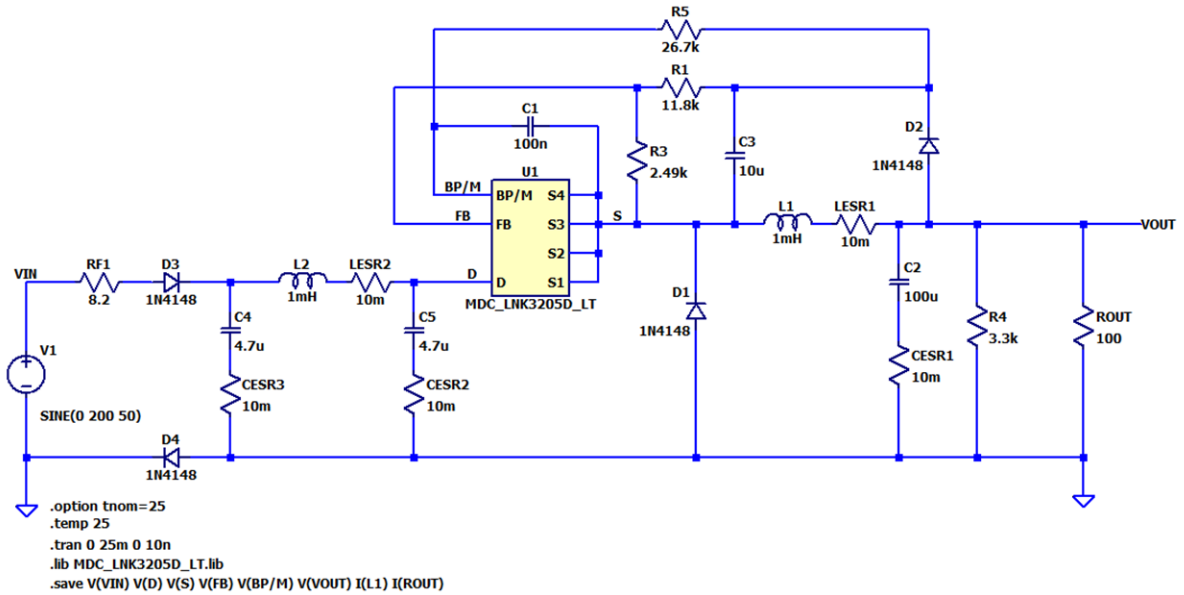 R5
26.7k
R1
11.8k
C1
100n
R3
2.49k
C3
10u
D2
1N4148
U1
BP/M
BP/M
S4
FB
FB
S3
S
S2
D
D
S1
MDC_LNK3205D_LT
L1
1mH
LESR1
10m
VOUT
VIN
RF1
8.2
D3
1N4148
L2
1mH
LESR2
10m
C4
4.7u
C5
4.7u
D1
1N4148
C2
100u
R4
3.3k
ROUT
100
V1
SINE(0 200 50)
CESR3
10m
CESR2
10m
CESR1
10m
D4
1N4148
.option tnom=25
.temp 25
.tran 0 25m 0 10n
.lib MDC_LNK3205D_LT.lib
.save V(VIN) V(D) V(S) V(FB) V(BP/M) V(VOUT) I(L1) I(ROUT)